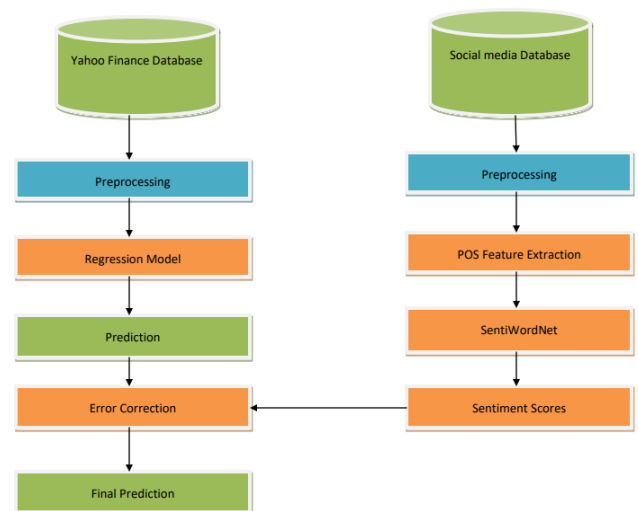 Yahoo Finance Database
Preprocessing
Regression Model
Prediction
Error Correction
Final Prediction
Social media Database
Preprocessing
POS Feature Extraction
SentiWordNet
Sentiment Scores